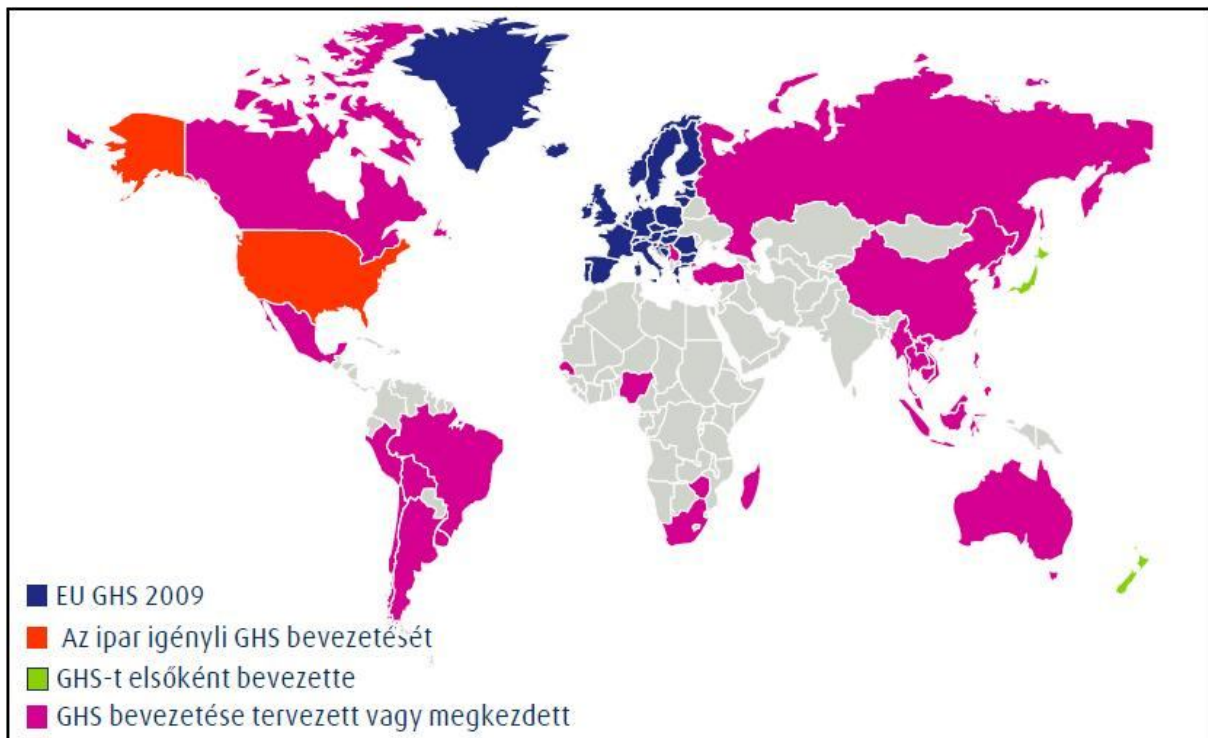 EU GHS 2009
Az ipar igényli GHS bevezetését
GHS-t elsőként bevezette
GHS bevezetése tervezett vagy megkezdett